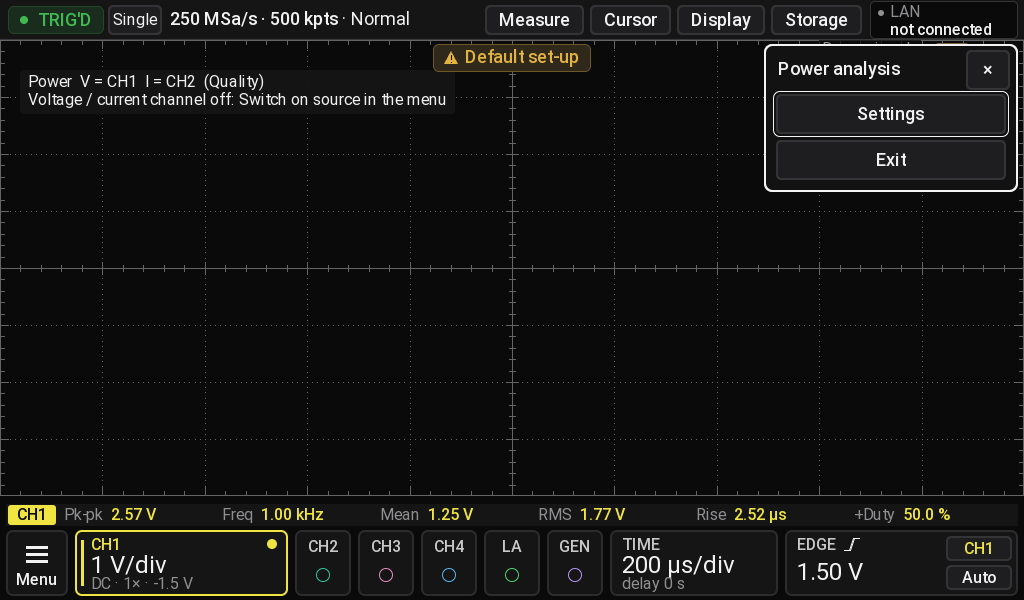 TRIG'D
Single
250 MSa/s · 500 kpts · Normal
Measure
Cursor
Display
Storage
LAN
not connected
Default set-up
Power V = CH1 I = CH2 (Quality)
Voltage / current channel off: Switch on source in the menu
Power analysis
×
Settings
Exit
CH1 Pk-pk 2.57 V Freq 1.00 kHz Mean 1.25 V RMS 1.77 V Rise 2.52 µs +Duty 50.0 %
Menu
CH1
1 V/div
DC · 1× · -1.5 V
CH2
CH3
CH4
LA
GEN
TIME
200 µs/div
delay 0 s
EDGE
1.50 V
CH1
Auto